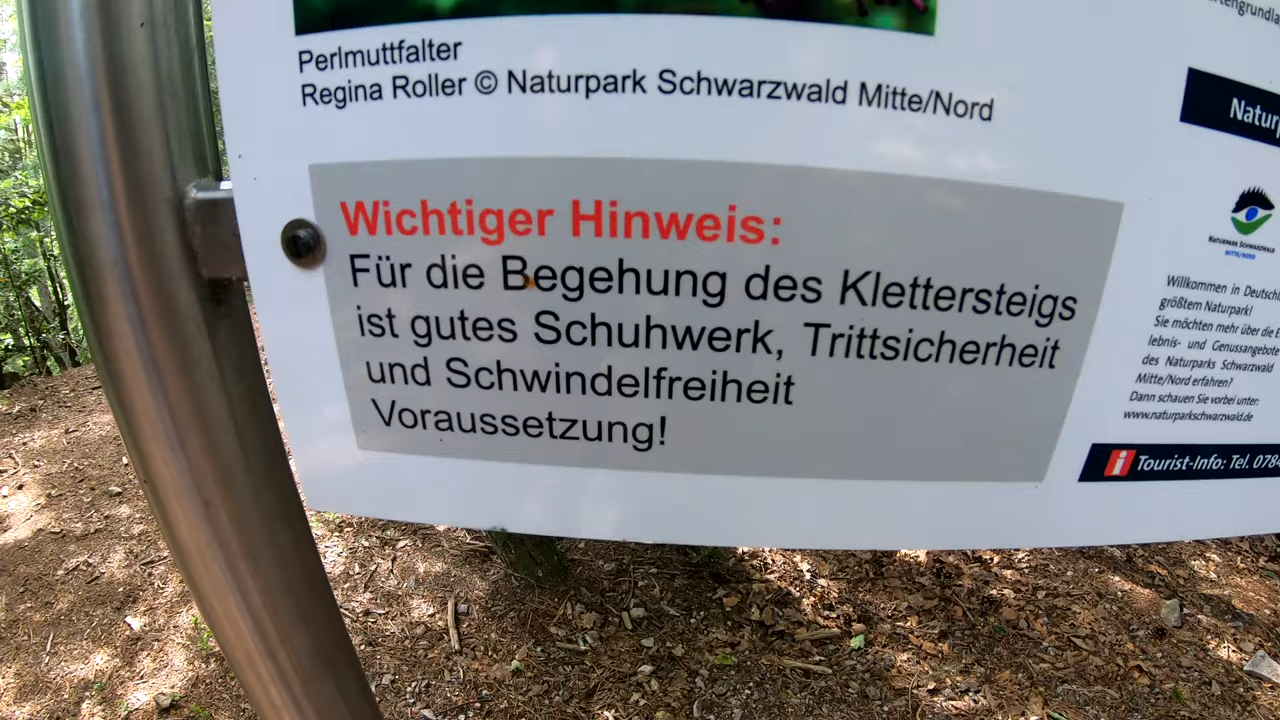 Perlmuttfalter
Regina Roller © Naturpark Schwarzwald Mitte/Nord
Wichtiger Hinweis:
Für die Begehung des Klettersteigs
ist gutes Schuhwerk, Trittsicherheit
und Schwindelfreiheit
Voraussetzung!
NATURPARK SCHWARZWALD
MITTE/NORD
Willkommen in
größtem Naturpark!
Sie möchten mehr über die
lebnis- und Genussangebote
des Naturparks Schwarzwald
Mitte/Nord erfahren?
Dann schauen Sie vorbei unter:
www.naturparkschwarzwald.de
i Tourist-Info: Tel. 078